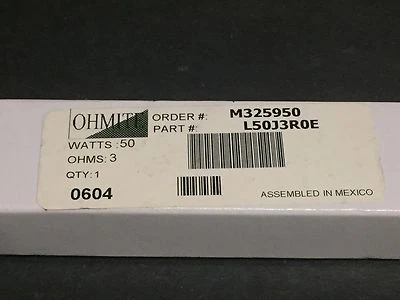 OHMITE
ORDER #: M325950
PART #: L50J3R0E
WATTS :50
OHMS: 3
QTY: 1
0604
ASSEMBLED IN MEXICO